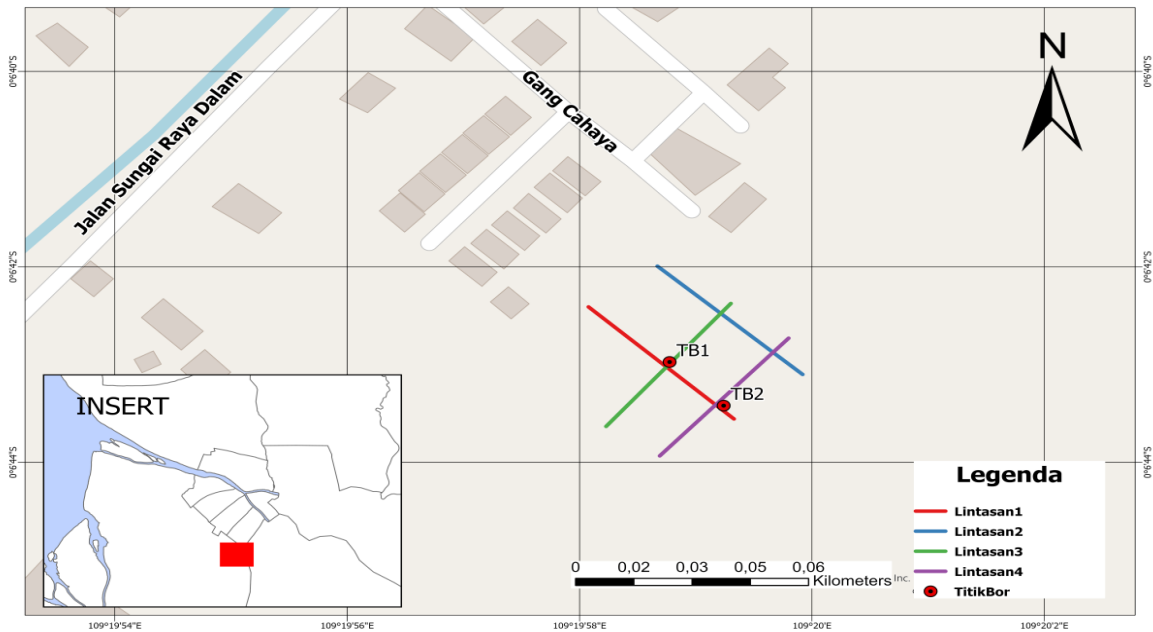 N
0°6'40"S
0°6'40"S
Gang Cahaya
Jalan Sungai Raya Dalam
0°6'42"S
0°6'42"S
TB1
TB2
INSERT
0°6'44"S
0°6'44"S
Legenda
Lintasan1
Lintasan2
Lintasan3
Lintasan4
TitikBor
0 0,02 0,03 0,05 0,06
Kilometers
Inc.
109°19'54"E 109°19'56"E 109°19'58"E 109°20'E 109°20'2"E